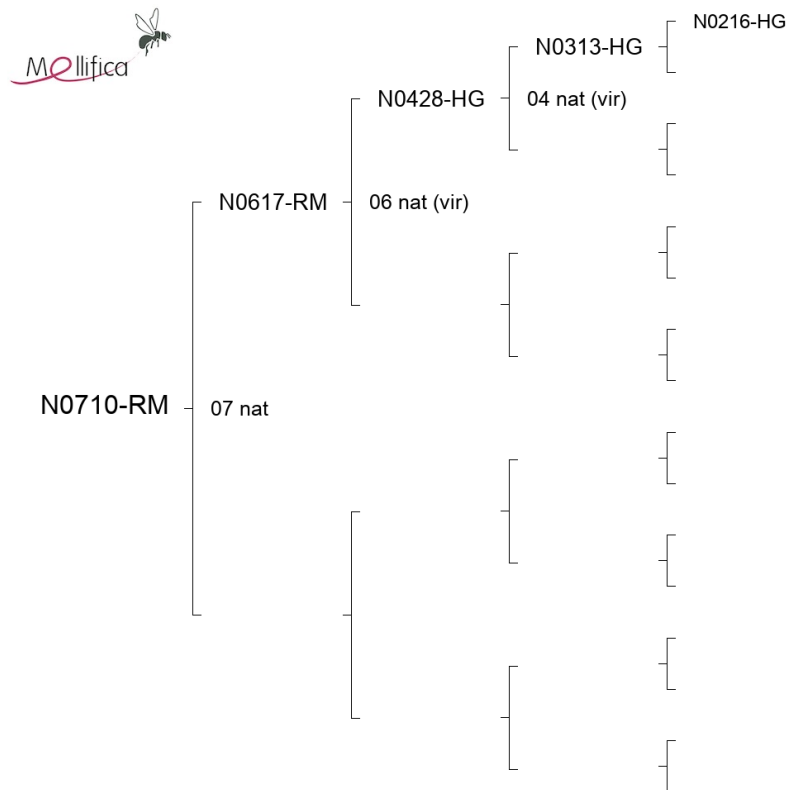 Mellifica
N0216-HG
N0313-HG
N0428-HG
04 nat (vir)
N0617-RM
06 nat (vir)
N0710-RM
07 nat